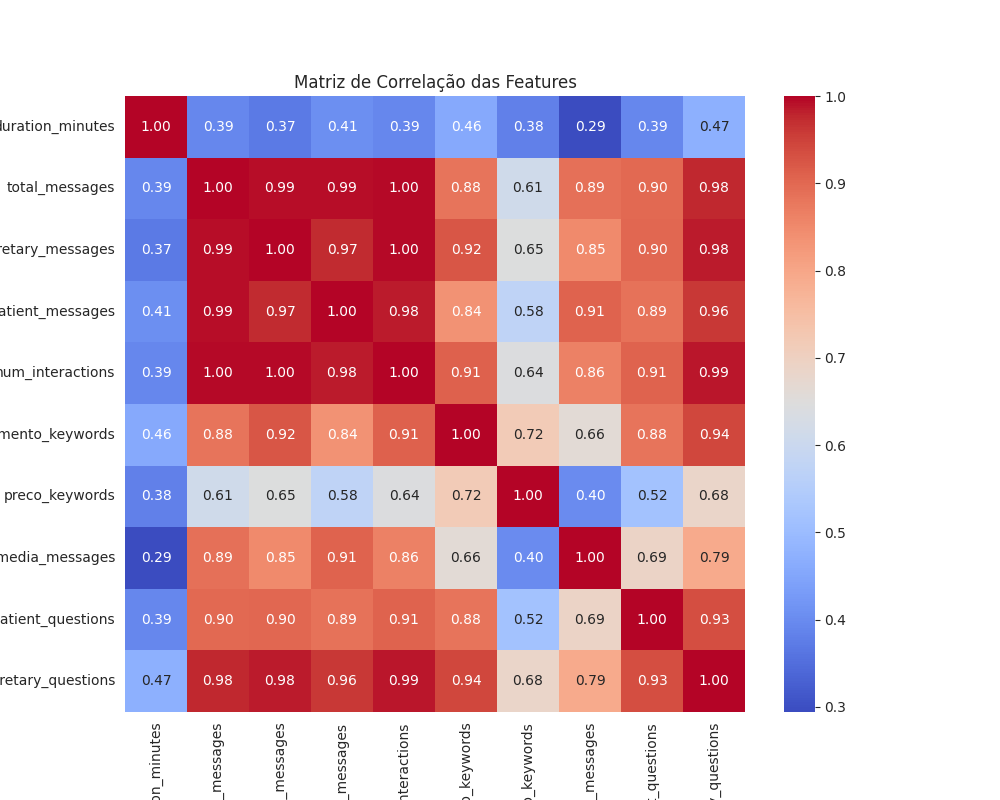 Matriz de Correlação das Features
duration_minutes 1.00 0.39 0.37 0.41 0.39 0.46 0.38 0.29 0.39 0.47
total_messages 0.39 1.00 0.99 0.99 1.00 0.88 0.61 0.89 0.90 0.98
retary_messages 0.37 0.99 1.00 0.97 1.00 0.92 0.65 0.85 0.90 0.98
atient_messages 0.41 0.99 0.97 1.00 0.98 0.84 0.58 0.91 0.89 0.96
num_interactions 0.39 1.00 1.00 0.98 1.00 0.91 0.64 0.86 0.91 0.99
mento_keywords 0.46 0.88 0.92 0.84 0.91 1.00 0.72 0.66 0.88 0.94
preco_keywords 0.38 0.61 0.65 0.58 0.64 0.72 1.00 0.40 0.52 0.68
media_messages 0.29 0.89 0.85 0.91 0.86 0.66 0.40 1.00 0.69 0.79
atient_questions 0.39 0.90 0.90 0.89 0.91 0.88 0.52 0.69 1.00 0.93
retary_questions 0.47 0.98 0.98 0.96 0.99 0.94 0.68 0.79 0.93 1.00
on_minutes
_messages
_messages
_messages
nteractions
o_keywords
o_keywords
_messages
_questions
_questions
1.0
0.9
0.8
0.7
0.6
0.5
0.4
0.3